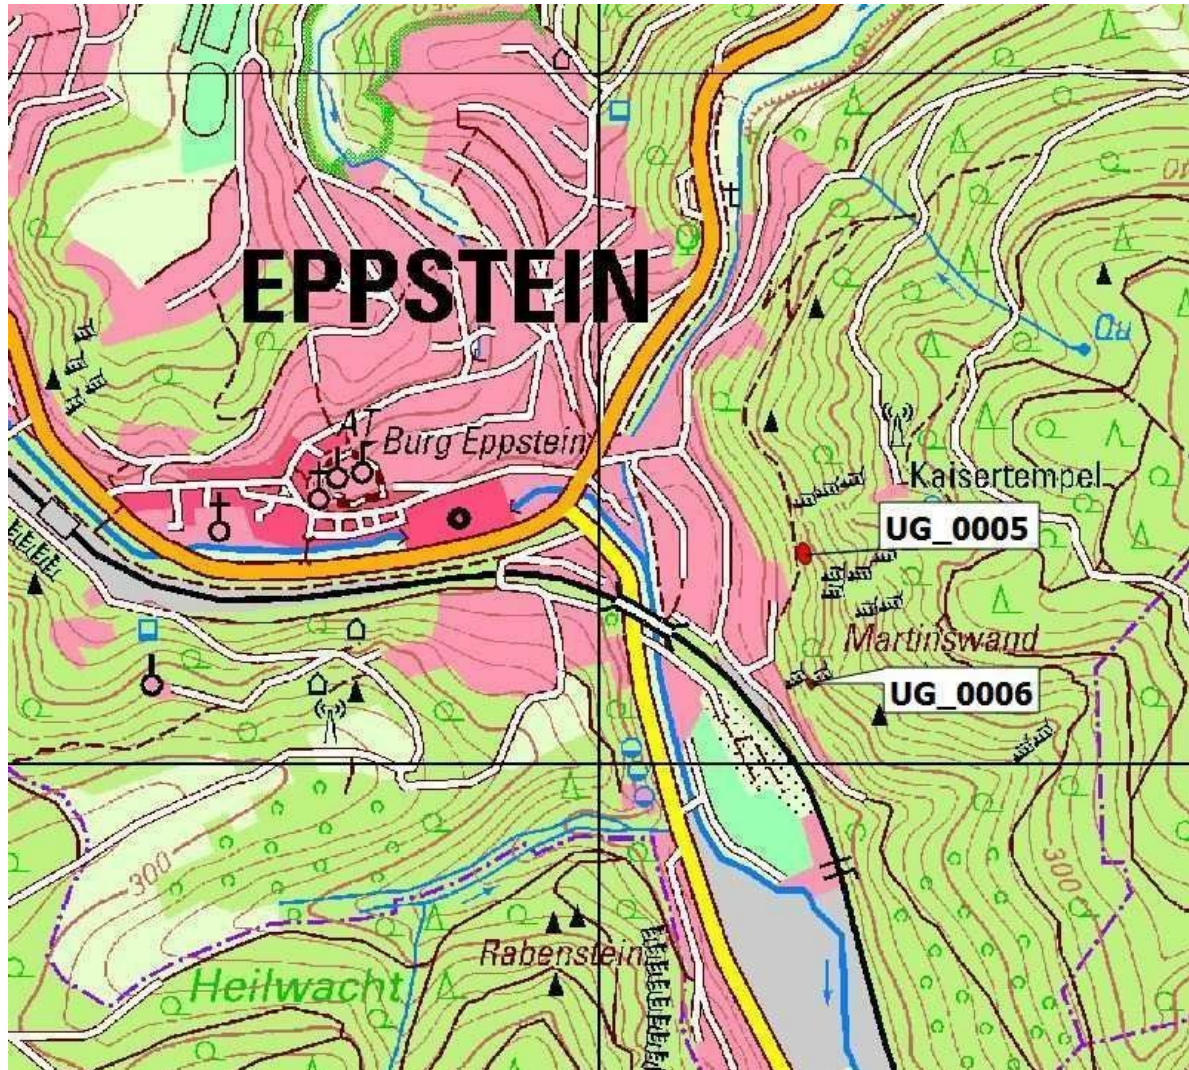 EPPSTEIN
Qu
AT
Burg Eppstein
Kaisertempel
UG_0005
Martinswand
UG_0006
300
300
Rabenstein
Heilwacht